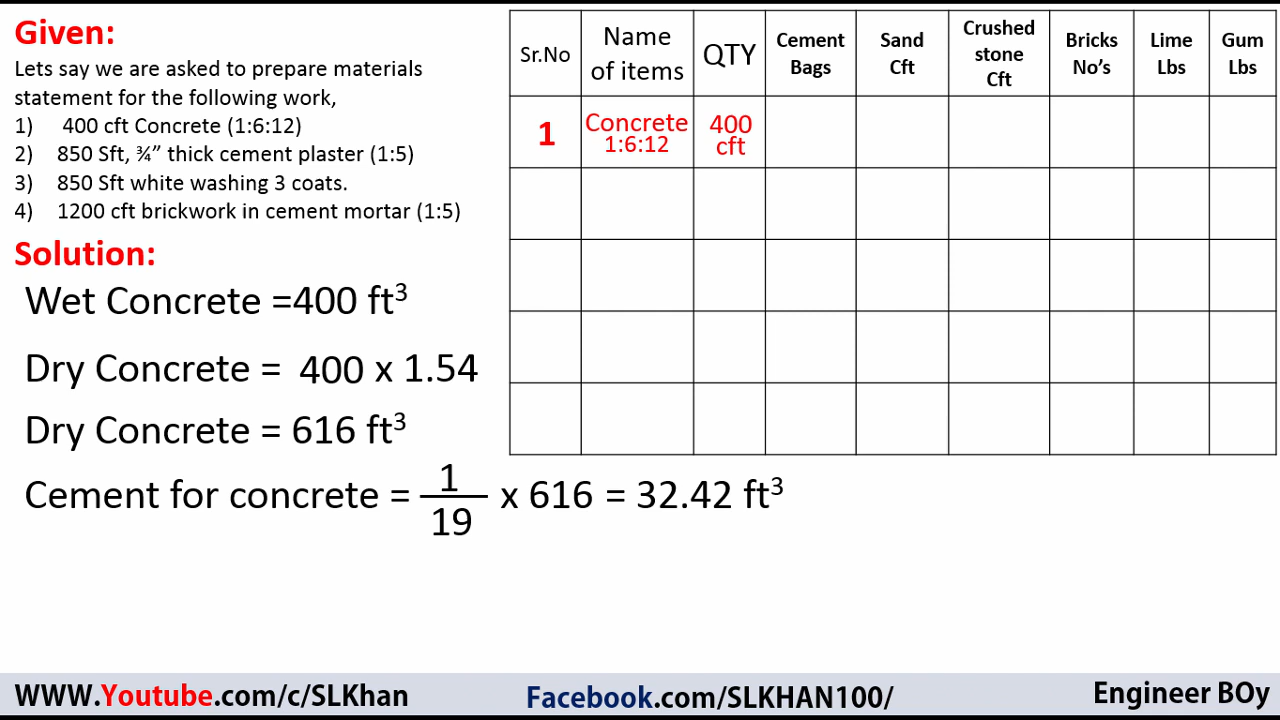 Given:
Lets say we are asked to prepare materials
statement for the following work,
1) 400 cft Concrete (1:6:12)
2) 850 Sft, ¾” thick cement plaster (1:5)
3) 850 Sft white washing 3 coats.
4) 1200 cft brickwork in cement mortar (1:5)
Solution:
Wet Concrete =400 ft³
Dry Concrete = 400 x 1.54
Dry Concrete = 616 ft³
Cement for concrete = 1/19 x 616 = 32.42 ft³
Sr.No
Name
of items
QTY
Cement
Bags
Sand
Cft
Crushed
stone
Cft
Bricks
No’s
Lime
Lbs
Gum
Lbs
1
Concrete
1:6:12
400
cft
WWW.Youtube.com/c/SLKhan
Facebook.com/SLKHAN100/
Engineer BOy